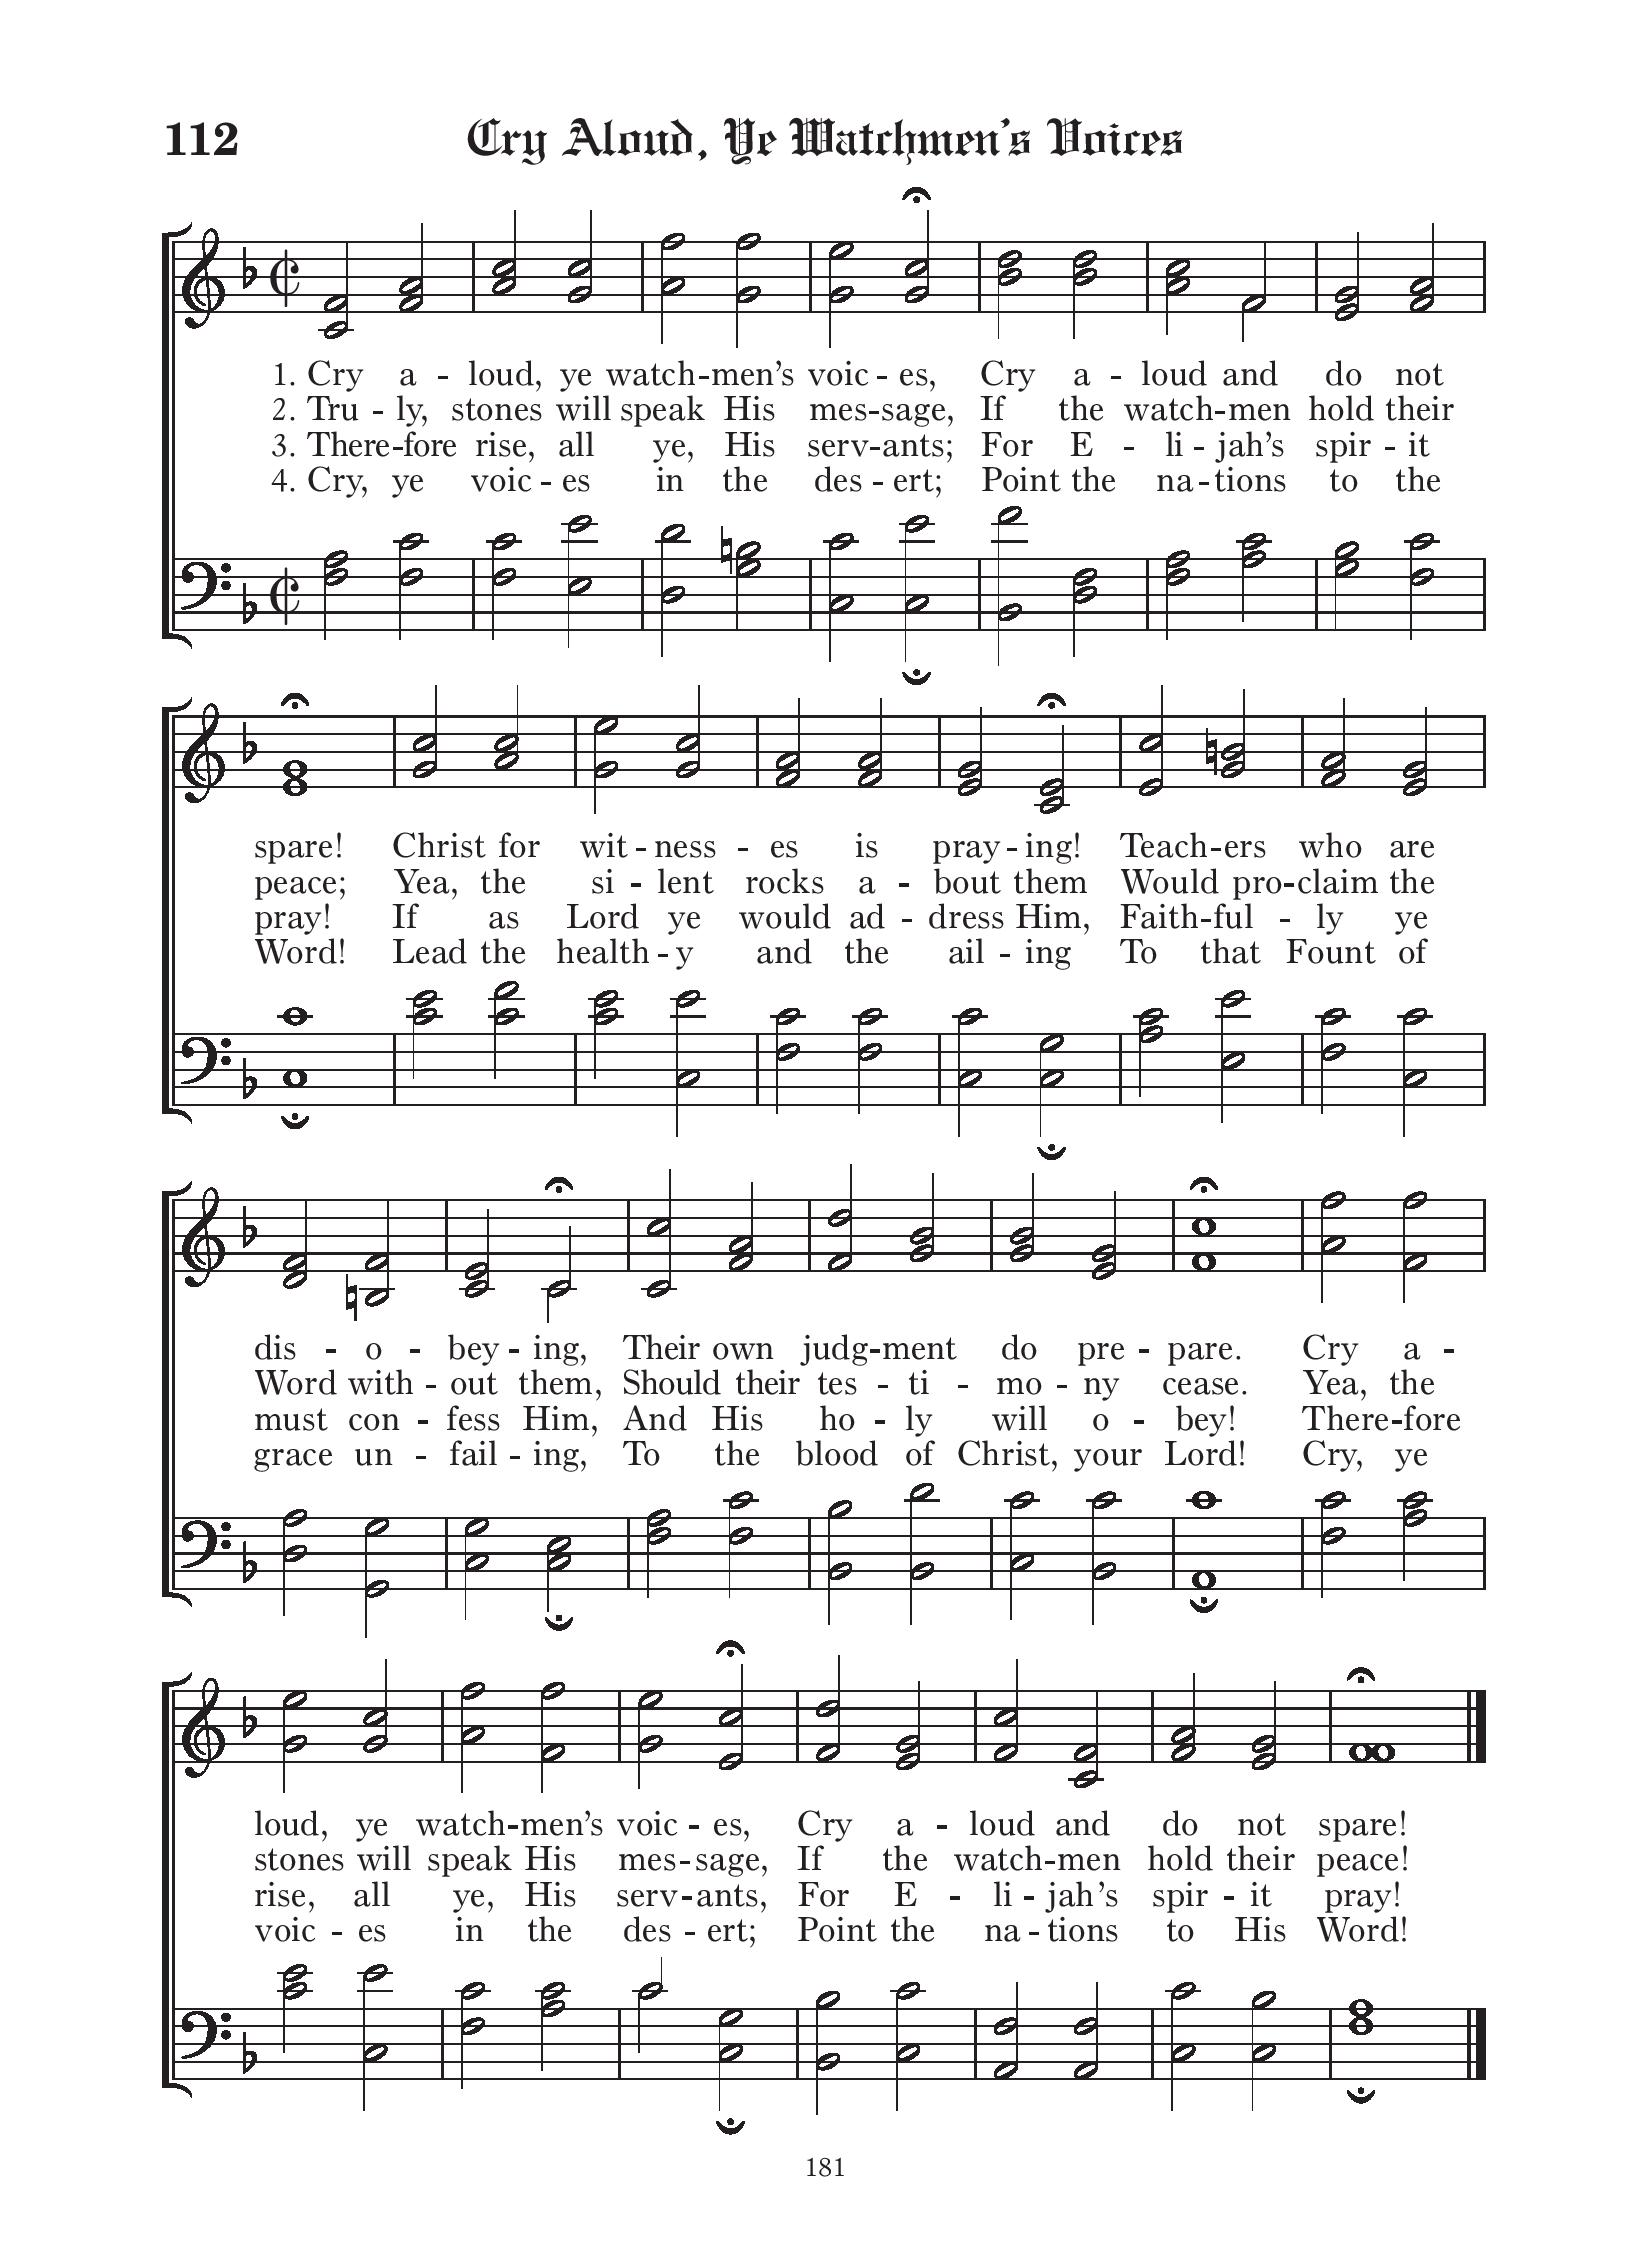 112 Cry Aloud, Ye Watchmen’s Voices
1. Cry a - loud, ye watch-men’s voic - es, Cry a - loud and do not
2. Tru - ly, stones will speak His mes-sage, If the watch-men hold their
3. There-fore rise, all ye, His serv-ants; For E - li - jah’s spir - it
4. Cry, ye voic - es in the des - ert; Point the na - tions to the
spare! Christ for wit - ness - es is pray - ing! Teach-ers who are
peace; Yea, the si - lent rocks a - bout them Would pro-claim the
pray! If as Lord ye would ad - dress Him, Faith-ful - ly ye
Word! Lead the health - y and the ail - ing To that Fount of
dis - o - bey - ing, Their own judg-ment do pre - pare. Cry a -
Word with - out them, Should their tes - ti - mo - ny cease. Yea, the
must con - fess Him, And His ho - ly will o - bey! There-fore
grace un - fail - ing, To the blood of Christ, your Lord! Cry, ye
loud, ye watch-men’s voic - es, Cry a - loud and do not spare!
stones will speak His mes-sage, If the watch-men hold their peace!
rise, all ye, His serv-ants, For E - li - jah’s spir - it pray!
voic - es in the des - ert; Point the na - tions to His Word!
181